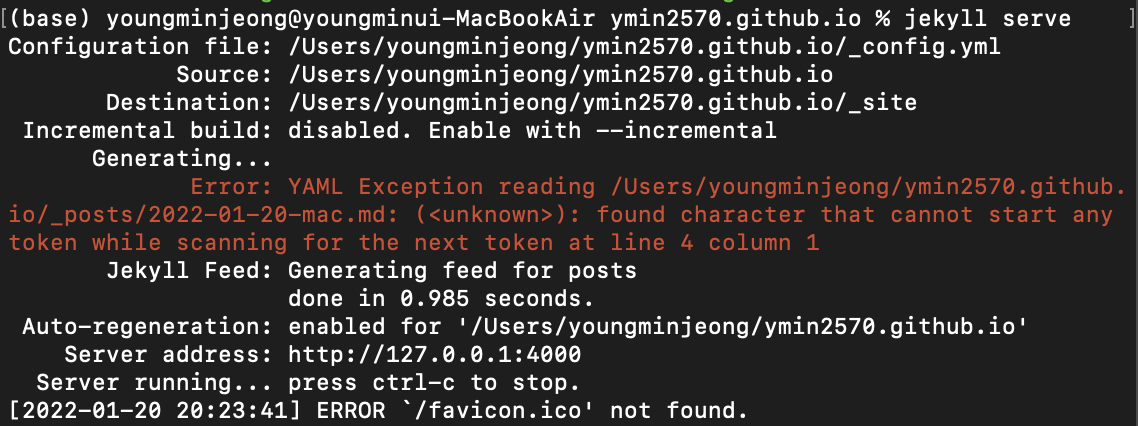 [(base) youngminjeong@youngminui-MacBookAir ymin2570.github.io % jekyll serve ]
Configuration file: /Users/youngminjeong/ymin2570.github.io/_config.yml
Source: /Users/youngminjeong/ymin2570.github.io
Destination: /Users/youngminjeong/ymin2570.github.io/_site
Incremental build: disabled. Enable with --incremental
Generating...
Error: YAML Exception reading /Users/youngminjeong/ymin2570.github.
io/_posts/2022-01-20-mac.md: (<unknown>): found character that cannot start any
token while scanning for the next token at line 4 column 1
Jekyll Feed: Generating feed for posts
done in 0.985 seconds.
Auto-regeneration: enabled for '/Users/youngminjeong/ymin2570.github.io'
Server address: http://127.0.0.1:4000
Server running... press ctrl-c to stop.
[2022-01-20 20:23:41] ERROR `/favicon.ico' not found.